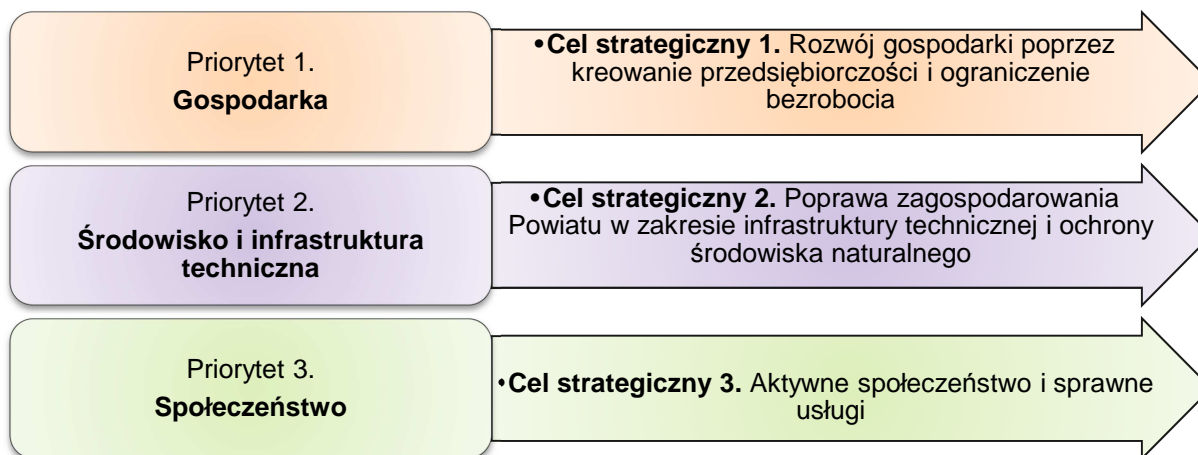 Priorytet 1.
Gospodarka
•Cel strategiczny 1. Rozwój gospodarki poprzez
kreowanie przedsiębiorczości i ograniczenie
bezrobocia
Priorytet 2.
Środowisko i infrastruktura
techniczna
•Cel strategiczny 2. Poprawa zagospodarowania
Powiatu w zakresie infrastruktury technicznej i ochrony
środowiska naturalnego
Priorytet 3.
Społeczeństwo
•Cel strategiczny 3. Aktywne społeczeństwo i sprawne
usługi